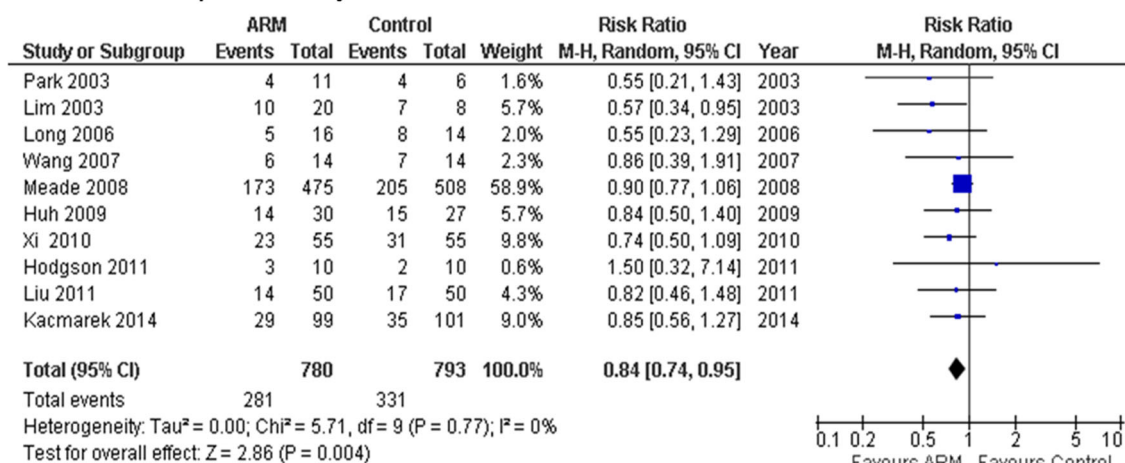 ARM Control Risk Ratio Risk Ratio
Study or Subgroup Events Total Events Total Weight M-H, Random, 95% CI Year M-H, Random, 95% CI
Park 2003 4 11 4 6 1.6% 0.55 [0.21, 1.43] 2003
Lim 2003 10 20 7 8 5.7% 0.57 [0.34, 0.95] 2003
Long 2006 5 16 8 14 2.0% 0.55 [0.23, 1.29] 2006
Wang 2007 6 14 7 14 2.3% 0.86 [0.39, 1.91] 2007
Meade 2008 173 475 205 508 58.9% 0.90 [0.77, 1.06] 2008
Huh 2009 14 30 15 27 5.7% 0.84 [0.50, 1.40] 2009
Xi 2010 23 55 31 55 9.8% 0.74 [0.50, 1.09] 2010
Hodgson 2011 3 10 2 10 0.6% 1.50 [0.32, 7.14] 2011
Liu 2011 14 50 17 50 4.3% 0.82 [0.46, 1.48] 2011
Kacmarek 2014 29 99 35 101 9.0% 0.85 [0.56, 1.27] 2014
Total (95% CI) 780 793 100.0% 0.84 [0.74, 0.95]
Total events 281 331
Heterogeneity: Tau² = 0.00; Chi² = 5.71, df = 9 (P = 0.77); I² = 0%
Test for overall effect: Z = 2.86 (P = 0.004)
0.1 0.2 0.5 1 2 5 10
Favours ARM Favours Control